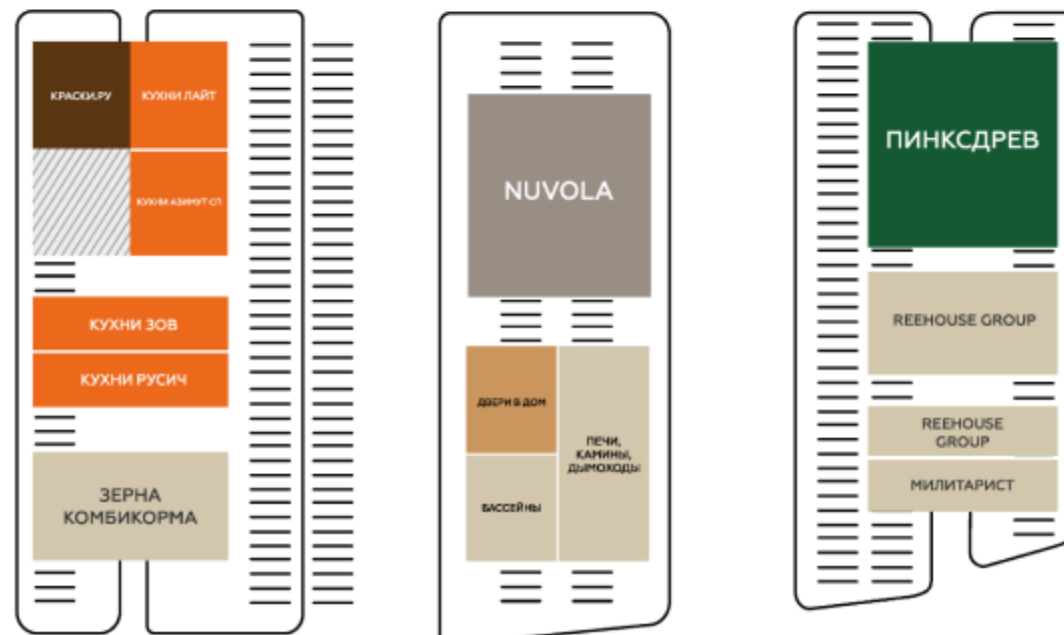 КРАСКИ.РУ
КУХНИ ЛАЙТ
КУХНИ АЗИМУТ СП
КУХНИ ЗОВ
КУХНИ РУСИЧ
ЗЕРНА
КОМБИКОРМА
NUVOLA
ДВЕРИ В ДОМ
ПЕЧИ,
КАМИНЫ,
ДЫМОХОДЫ
БАССЕЙНЫ
ПИНКСДРЕВ
REEHOUSE GROUP
REEHOUSE
GROUP
МИЛИТАРИСТ